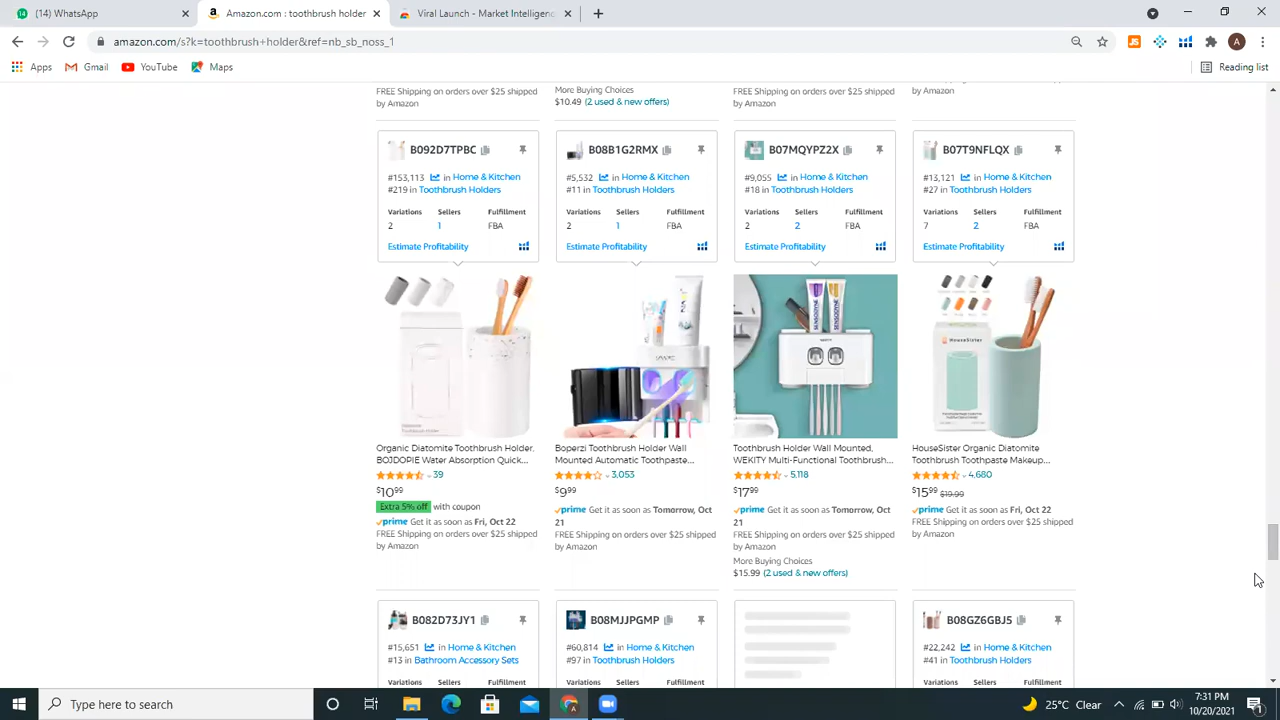 (14) WhatsApp
Amazon.com : toothbrush holder
Viral Launch - Market Intelligenc
amazon.com/s?k=toothbrush+holder&ref=nb_sb_noss_1
JS
A
Apps
Gmail
YouTube
Maps
Reading list
FREE Shipping on orders over $25 shipped
by Amazon
More Buying Choices
$10.49 (2 used & new offers)
FREE Shipping on orders over $25 shipped
by Amazon
by Amazon
B092D7TPBC
#153,113 in Home & Kitchen
#219 in Toothbrush Holders
Variations Sellers Fulfillment
2 1 FBA
Estimate Profitability
B08B1G2RMX
#5,532 in Home & Kitchen
#11 in Toothbrush Holders
Variations Sellers Fulfillment
2 1 FBA
Estimate Profitability
B07MQYPZ2X
#9,055 in Home & Kitchen
#18 in Toothbrush Holders
Variations Sellers Fulfillment
2 2 FBA
Estimate Profitability
B07T9NFLQX
#13,121 in Home & Kitchen
#27 in Toothbrush Holders
Variations Sellers Fulfillment
7 2 FBA
Estimate Profitability
SENSODYNE
HouseSister
Organic Diatomite Toothbrush Holder,
BOJDOPIE Water Absorption Quick...
39
$10.99
Extra 5% off with coupon
prime Get it as soon as Fri, Oct 22
FREE Shipping on orders over $25 shipped
by Amazon
Boperzi Toothbrush Holder Wall
Mounted Automatic Toothpaste...
3,053
$9.99
prime Get it as soon as Tomorrow, Oct
21
FREE Shipping on orders over $25 shipped
by Amazon
Toothbrush Holder Wall Mounted,
WEKITY Multi-Functional Toothbrush...
5,118
$17.99
prime Get it as soon as Tomorrow, Oct
21
FREE Shipping on orders over $25 shipped
by Amazon
More Buying Choices
$15.99 (2 used & new offers)
HouseSister Organic Diatomite
Toothbrush Toothpaste Makeup...
4,680
$15.99 $19.99
prime Get it as soon as Fri, Oct 22
FREE Shipping on orders over $25 shipped
by Amazon
B082D73JY1
#15,651 in Home & Kitchen
#13 in Bathroom Accessory Sets
Variations Sellers Fulfillment
B08MJJPGMP
#60,814 in Home & Kitchen
#97 in Toothbrush Holders
Variations Sellers Fulfillment
B08GZ6GBJ5
#22,242 in Home & Kitchen
#41 in Toothbrush Holders
Variations Sellers Fulfillment
Type here to search
25°C Clear
7:31 PM
10/20/2021